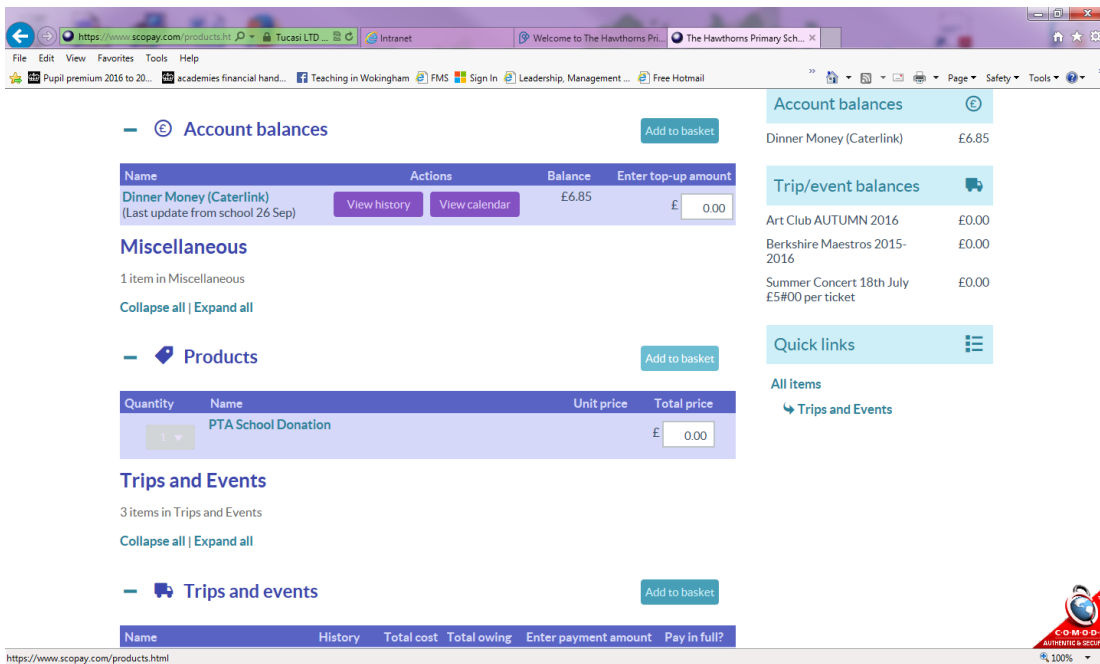 https://www.scopay.com/products.ht
Tucasi LTD ...
Intranet
Welcome to The Hawthorns Pri...
The Hawthorns Primary Sch...
File Edit View Favorites Tools Help
Pupil premium 2016 to 20...
academies financial hand...
Teaching in Wokingham
FMS
Sign In
Leadership, Management ...
Free Hotmail
Page Safety Tools
Account balances
Add to basket
Name Actions Balance Enter top-up amount
Dinner Money (Caterlink) View history View calendar £6.85 £ 0.00
(Last update from school 26 Sep)
Miscellaneous
1 item in Miscellaneous
Collapse all | Expand all
Products
Add to basket
Quantity Name Unit price Total price
1 PTA School Donation £ 0.00
Trips and Events
3 items in Trips and Events
Collapse all | Expand all
Trips and events
Add to basket
Name History Total cost Total owing Enter payment amount Pay in full?
Account balances
Dinner Money (Caterlink) £6.85
Trip/event balances
Art Club AUTUMN 2016 £0.00
Berkshire Maestros 2015- £0.00
2016
Summer Concert 18th July £0.00
£5#00 per ticket
Quick links
All items
Trips and Events
https://www.scopay.com/products.html
100%